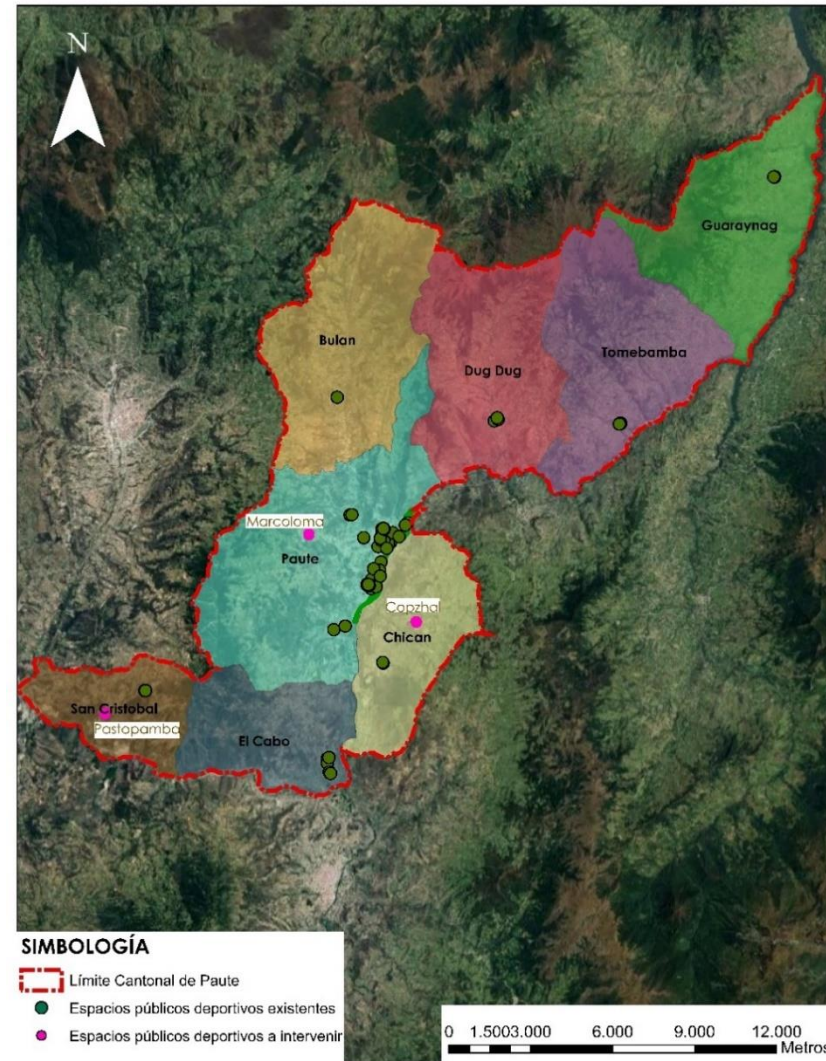 N
Guaraynag
Bulan
Tomebamba
Dug Dug
Marcoloma
Paute
Copzhal
Chican
San Cristobal
Pastopamba
El Cabo
SIMBOLOGÍA
Límite Cantonal de Paute
Espacios públicos deportivos existentes
Espacios públicos deportivos a intervenir
0 1.5003.000 6.000 9.000 12.000
Metros